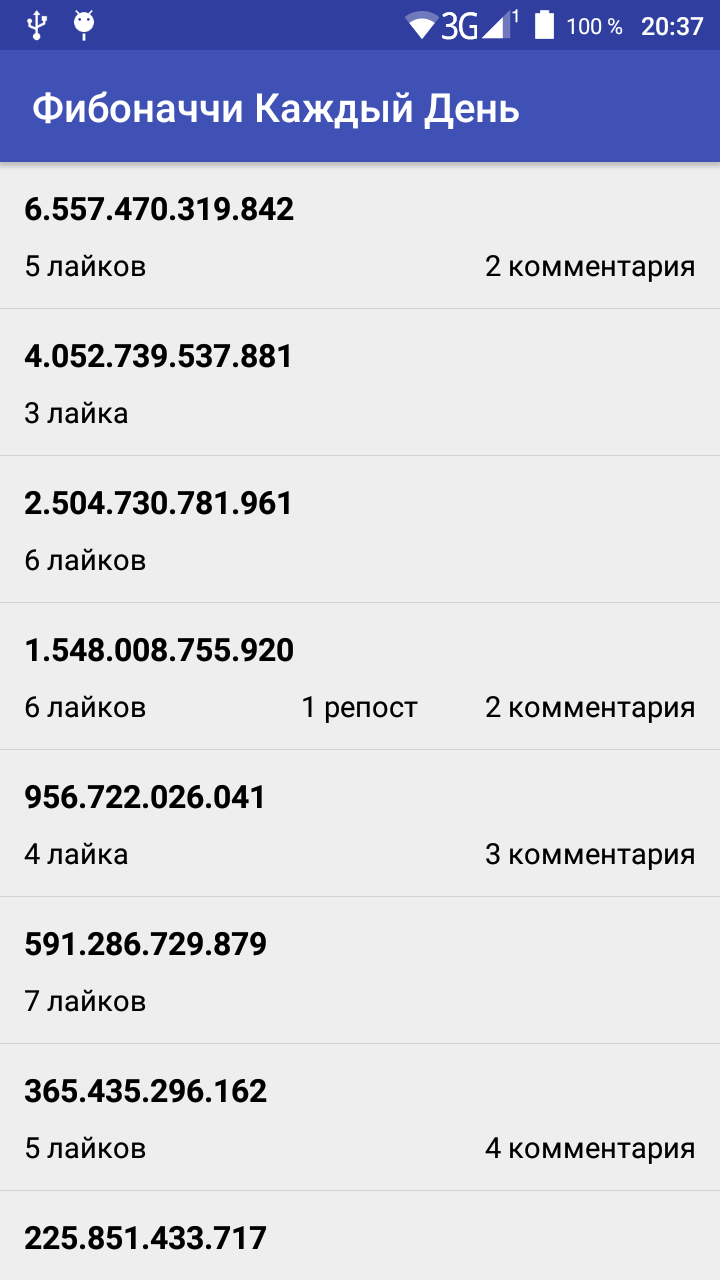 3G 1 100 % 20:37
Фибоначчи Каждый День
6.557.470.319.842
5 лайков 2 комментария
4.052.739.537.881
3 лайка
2.504.730.781.961
6 лайков
1.548.008.755.920
6 лайков 1 репост 2 комментария
956.722.026.041
4 лайка 3 комментария
591.286.729.879
7 лайков
365.435.296.162
5 лайков 4 комментария
225.851.433.717